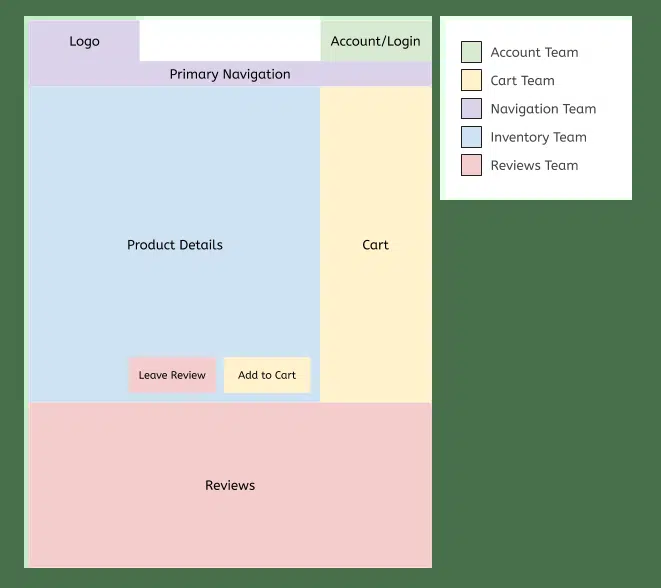 Logo
Account/Login
Primary Navigation
Product Details
Cart
Leave Review
Add to Cart
Reviews
Account Team
Cart Team
Navigation Team
Inventory Team
Reviews Team